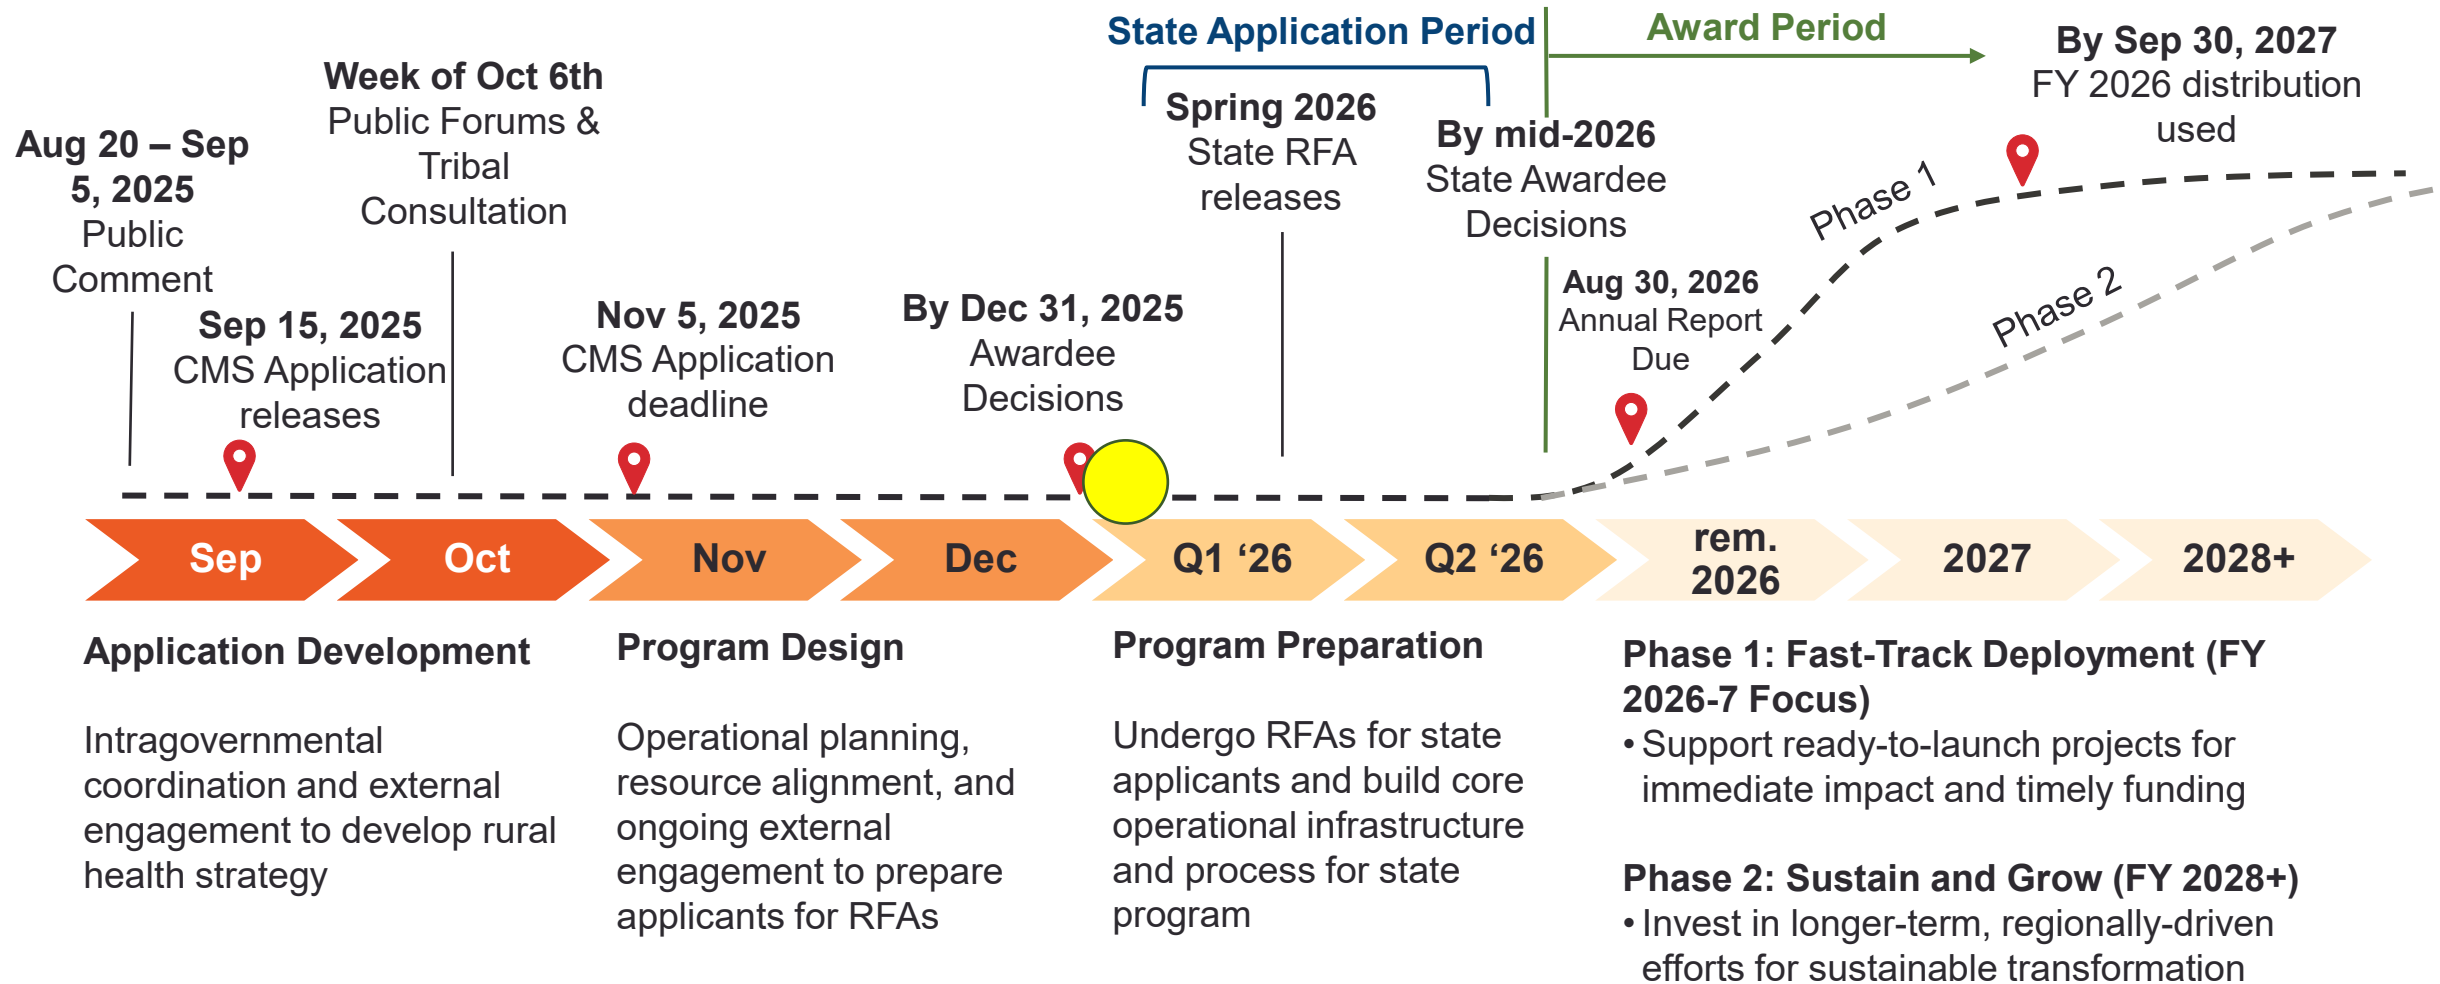 State Application Period
Award Period
Aug 20 – Sep
5, 2025
Public
Comment
Week of Oct 6th
Public Forums &
Tribal
Consultation
Sep 15, 2025
CMS Application
releases
Nov 5, 2025
CMS Application
deadline
By Dec 31, 2025
Awardee
Decisions
Spring 2026
State RFA
releases
By mid-2026
State Awardee
Decisions
Aug 30, 2026
Annual Report
Due
By Sep 30, 2027
FY 2026 distribution
used
Phase 1
Phase 2
Sep
Oct
Nov
Dec
Q1 ‘26
Q2 ‘26
rem.
2026
2027
2028+
Application Development
Intragovernmental
coordination and external
engagement to develop rural
health strategy
Program Design
Operational planning,
resource alignment, and
ongoing external
engagement to prepare
applicants for RFAs
Program Preparation
Undergo RFAs for state
applicants and build core
operational infrastructure
and process for state
program
Phase 1: Fast-Track Deployment (FY
2026-7 Focus)
• Support ready-to-launch projects for
immediate impact and timely funding
Phase 2: Sustain and Grow (FY 2028+)
• Invest in longer-term, regionally-driven
efforts for sustainable transformation